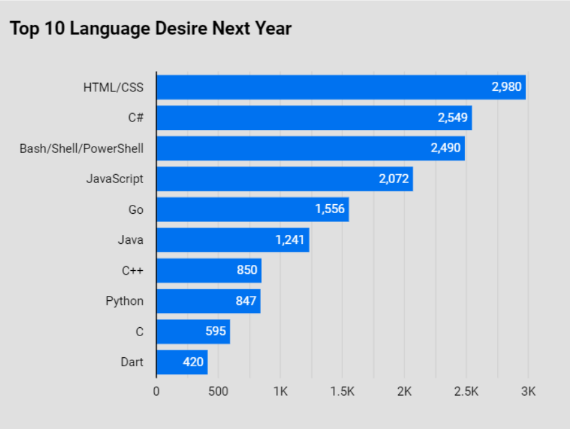 Top 10 Language Desire Next Year
HTML/CSS 2,980
C# 2,549
Bash/Shell/PowerShell 2,490
JavaScript 2,072
Go 1,556
Java 1,241
C++ 850
Python 847
C 595
Dart 420
0 500 1K 1.5K 2K 2.5K 3K